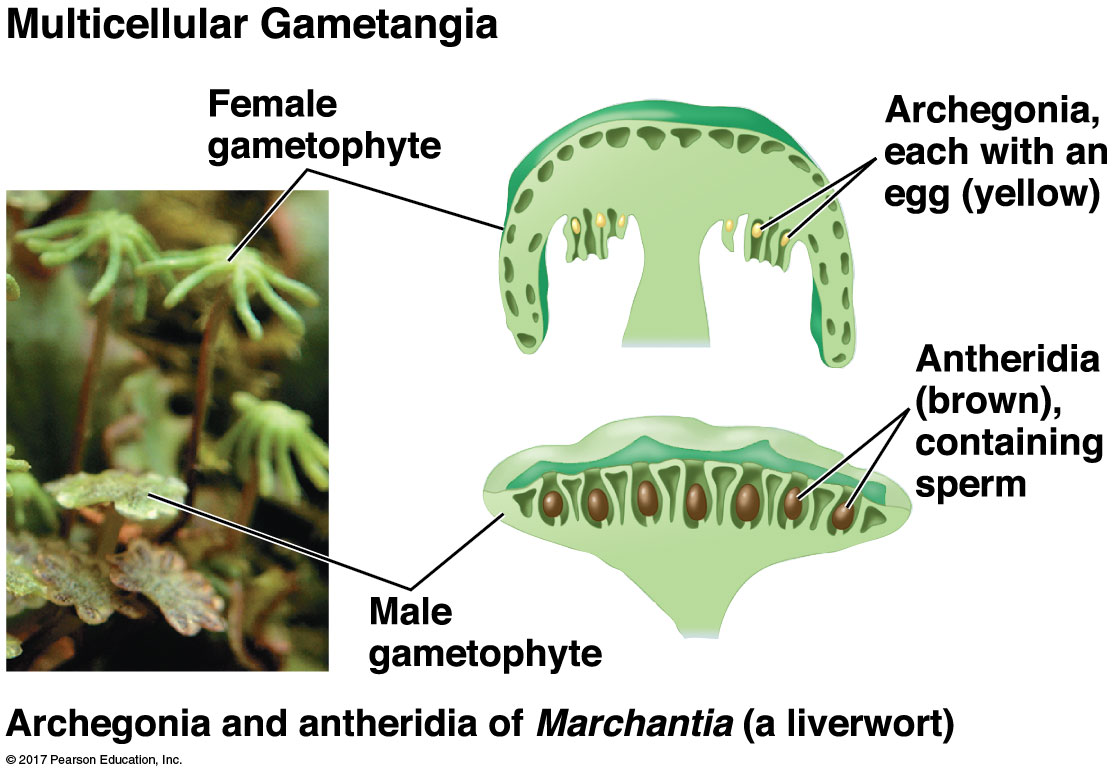 Multicellular Gametangia
Female
gametophyte
Archegonia,
each with an
egg (yellow)
Antheridia
(brown),
containing
sperm
Male
gametophyte
Archegonia and antheridia of Marchantia (a liverwort)
© 2017 Pearson Education, Inc.